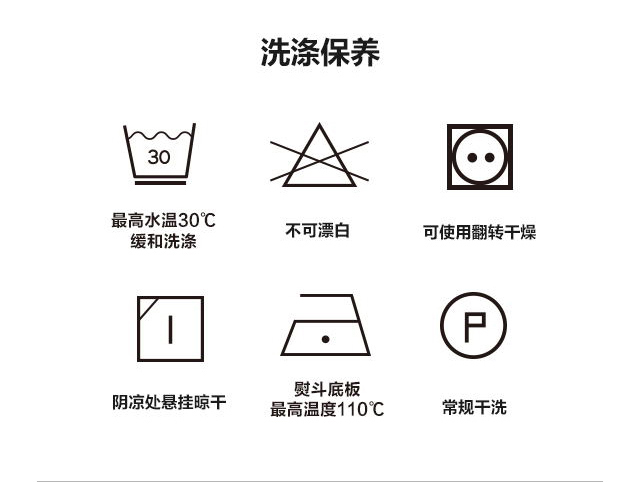 洗涤保养
30
最高水温30℃
缓和洗涤
不可漂白
可使用翻转干燥
阴凉处悬挂晾干
熨斗底板
最高温度110℃
P
常规干洗